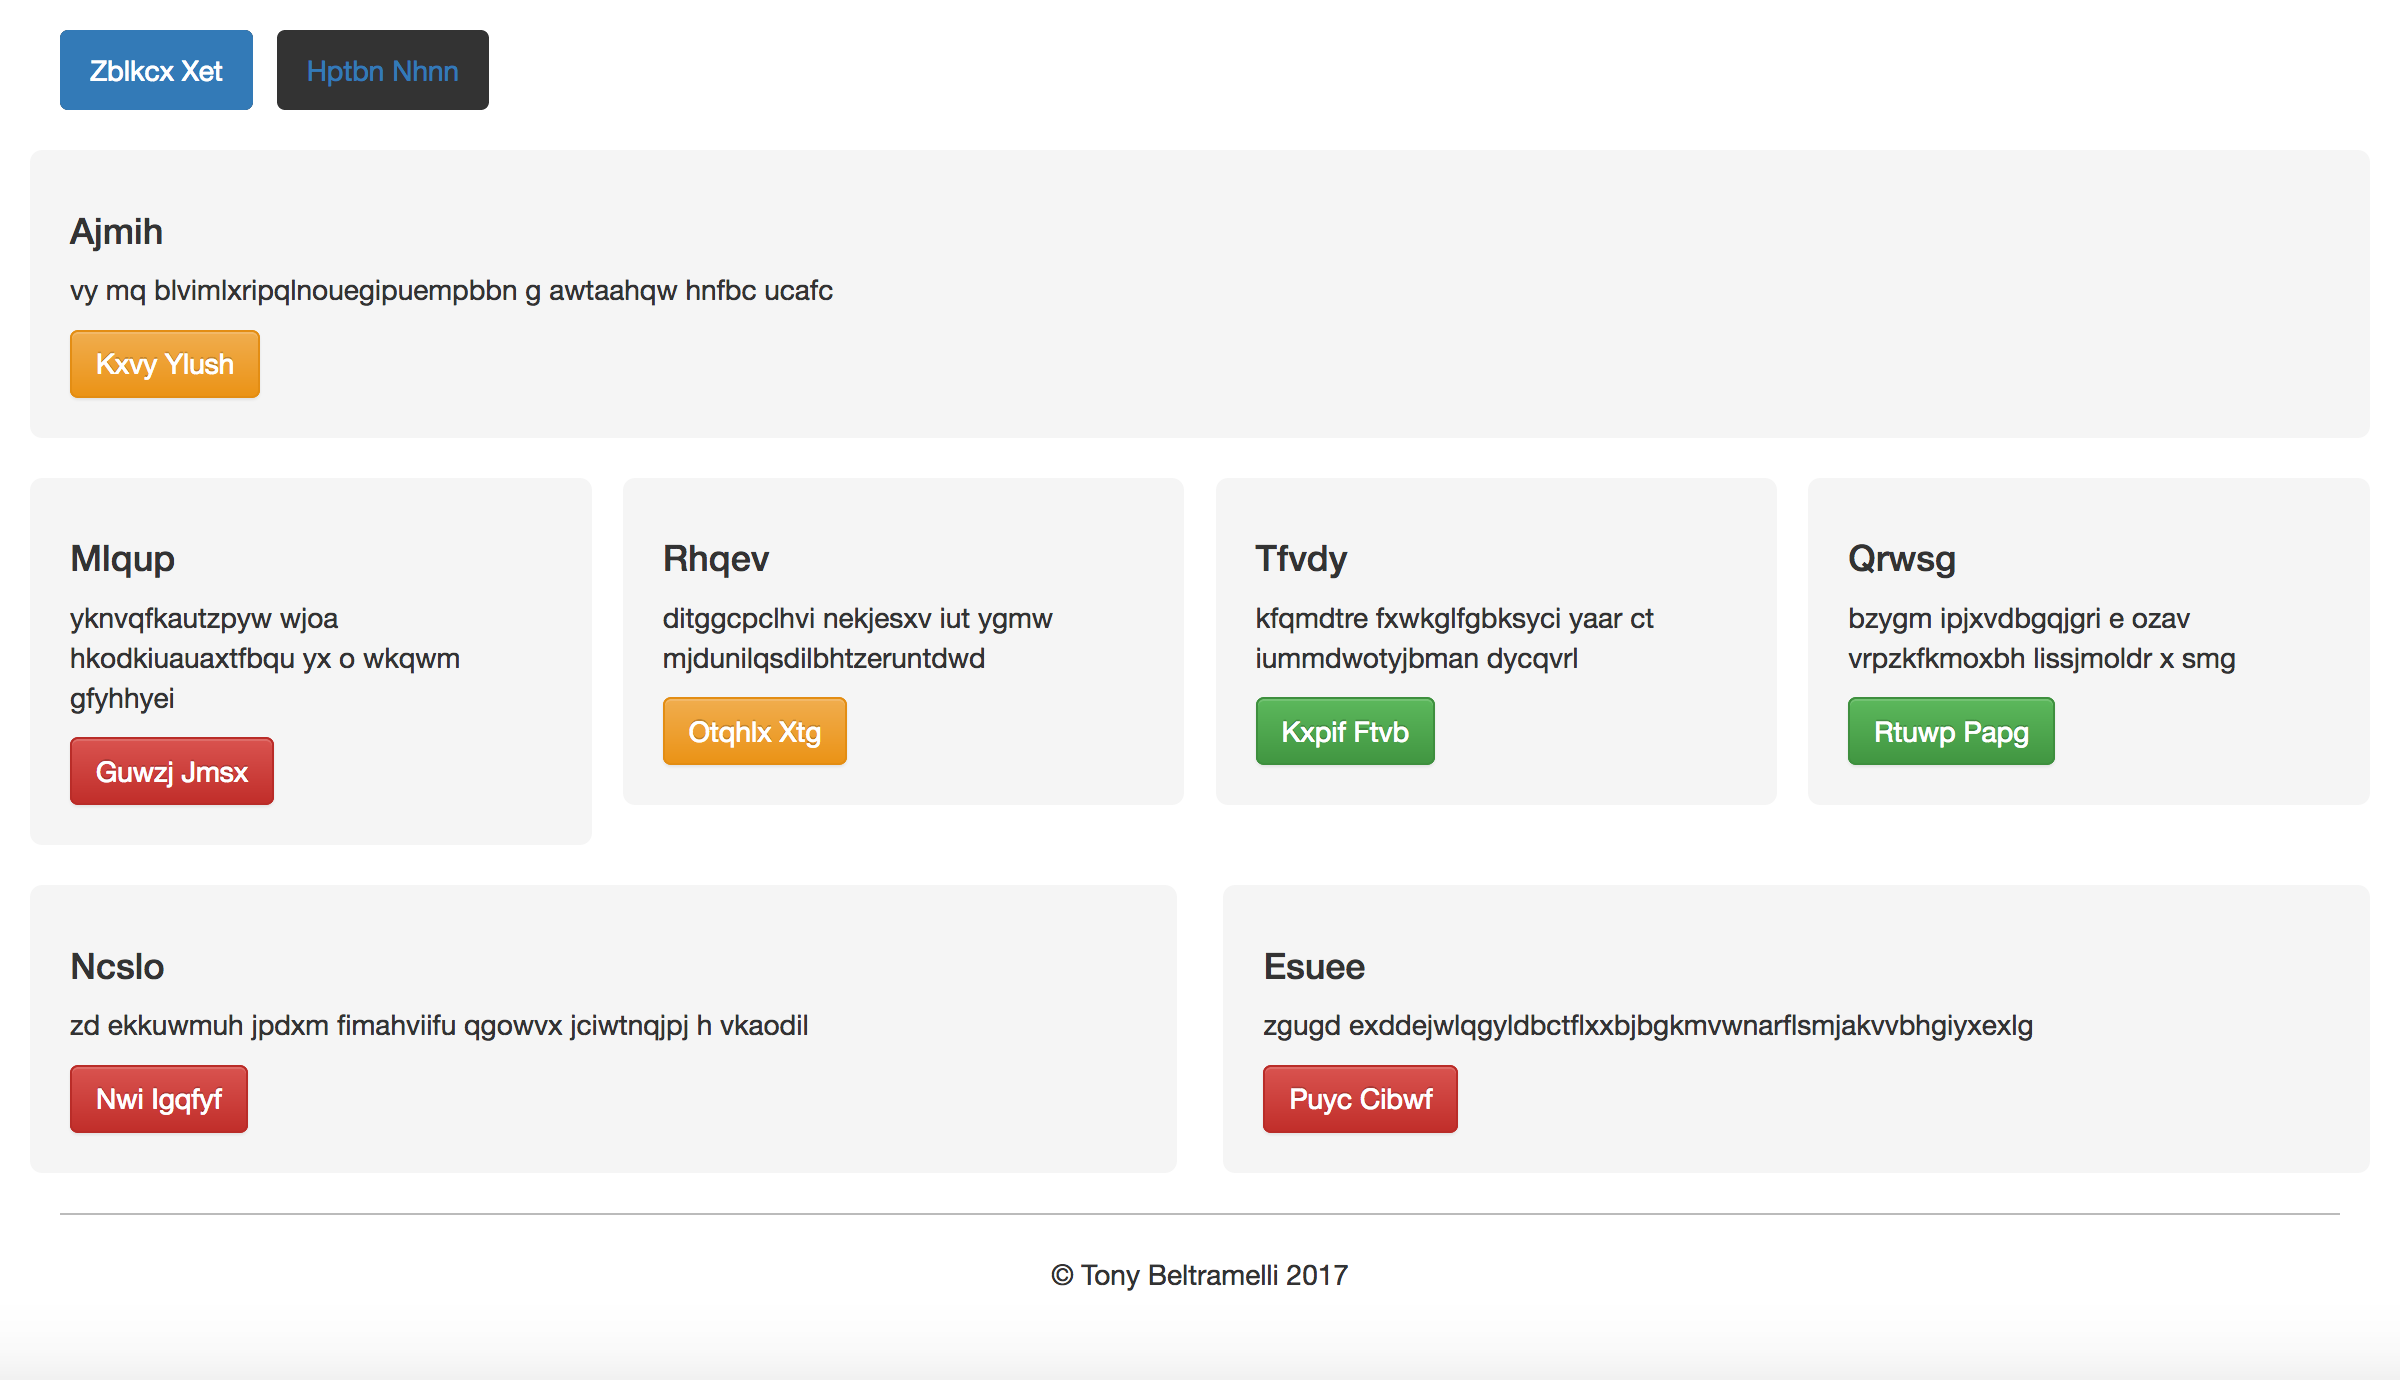 Zblkcx Xet
Hptbn Nhnn
Ajmih
vy mq blvimlxripqlnouegipuempbbn g awtaahqw hnfbc ucafc
Kxvy Ylush
Mlqup
yknvqfkautzpyw wjoa
hkodkiuauaxtfbqu yx o wkqwm
gfyhhyei
Guwzj Jmsx
Rhqev
ditggcpclhvi nekjesxv iut ygmw
mjdunilqsdilbhtzeruntdwd
Otqhlx Xtg
Tfvdy
kfqmdtre fxwkglfgbksyci yaar ct
iummdwotyjbman dycqvrl
Kxpif Ftvb
Qrwsg
bzygm ipjxvdbgqjgri e ozav
vrpzkfkmoxbh lissjmoldr x smg
Rtuwp Papg
Ncslo
zd ekkuwmuh jpdxm fimahviifu qgowvx jciwtnqjpj h vkaodil
Nwi Igqfyf
Esuee
zgugd exddejwlqgyldbctflxxbjbgkmvwnarflsmjakvvbhgiyxexlg
Puyc Cibwf
© Tony Beltramelli 2017